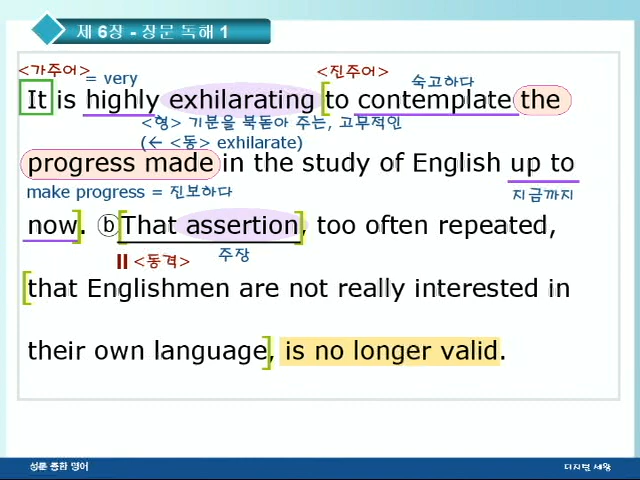 제 6장 - 장문 독해 1
<가주어> = very <진주어> 숙고하다
It is highly exhilarating [to contemplate the
<형> 기분을 북돋아 주는, 고무적인
(← <동> exhilarate)
progress made in the study of English up to
make progress = 진보하다 지금까지
now]. ⓑ[That assertion], too often repeated,
= <동격> 주장
[that Englishmen are not really interested in
their own language], is no longer valid.
성문 종합 영어 디지털 세왕